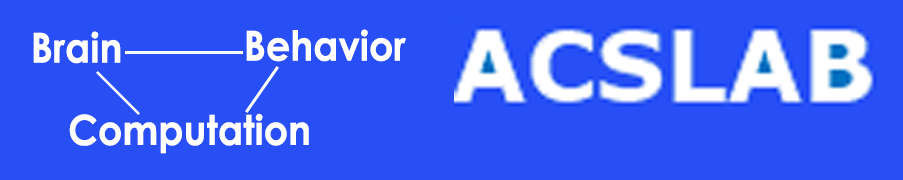 Brain Behavior
Computation
ACSLAB